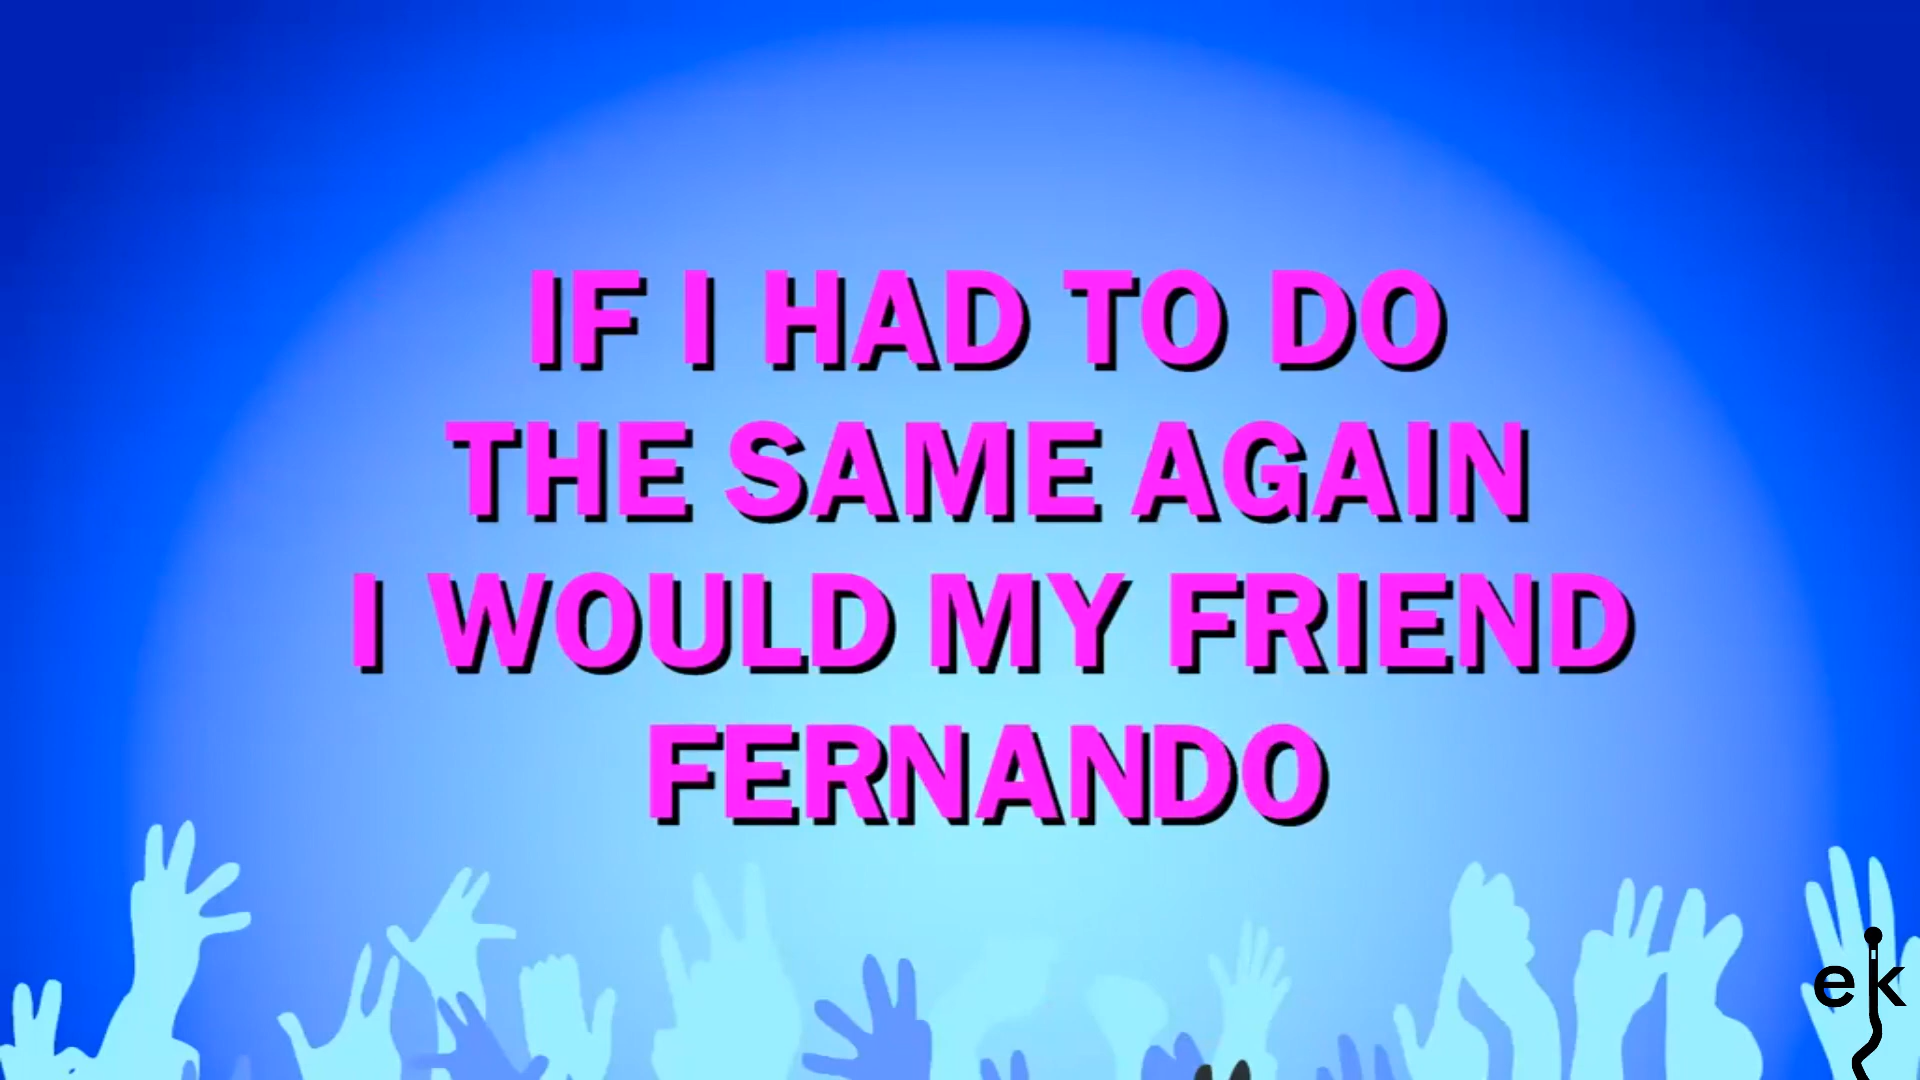 IF I HAD TO DO
THE SAME AGAIN
I WOULD MY FRIEND
FERNANDO
ek